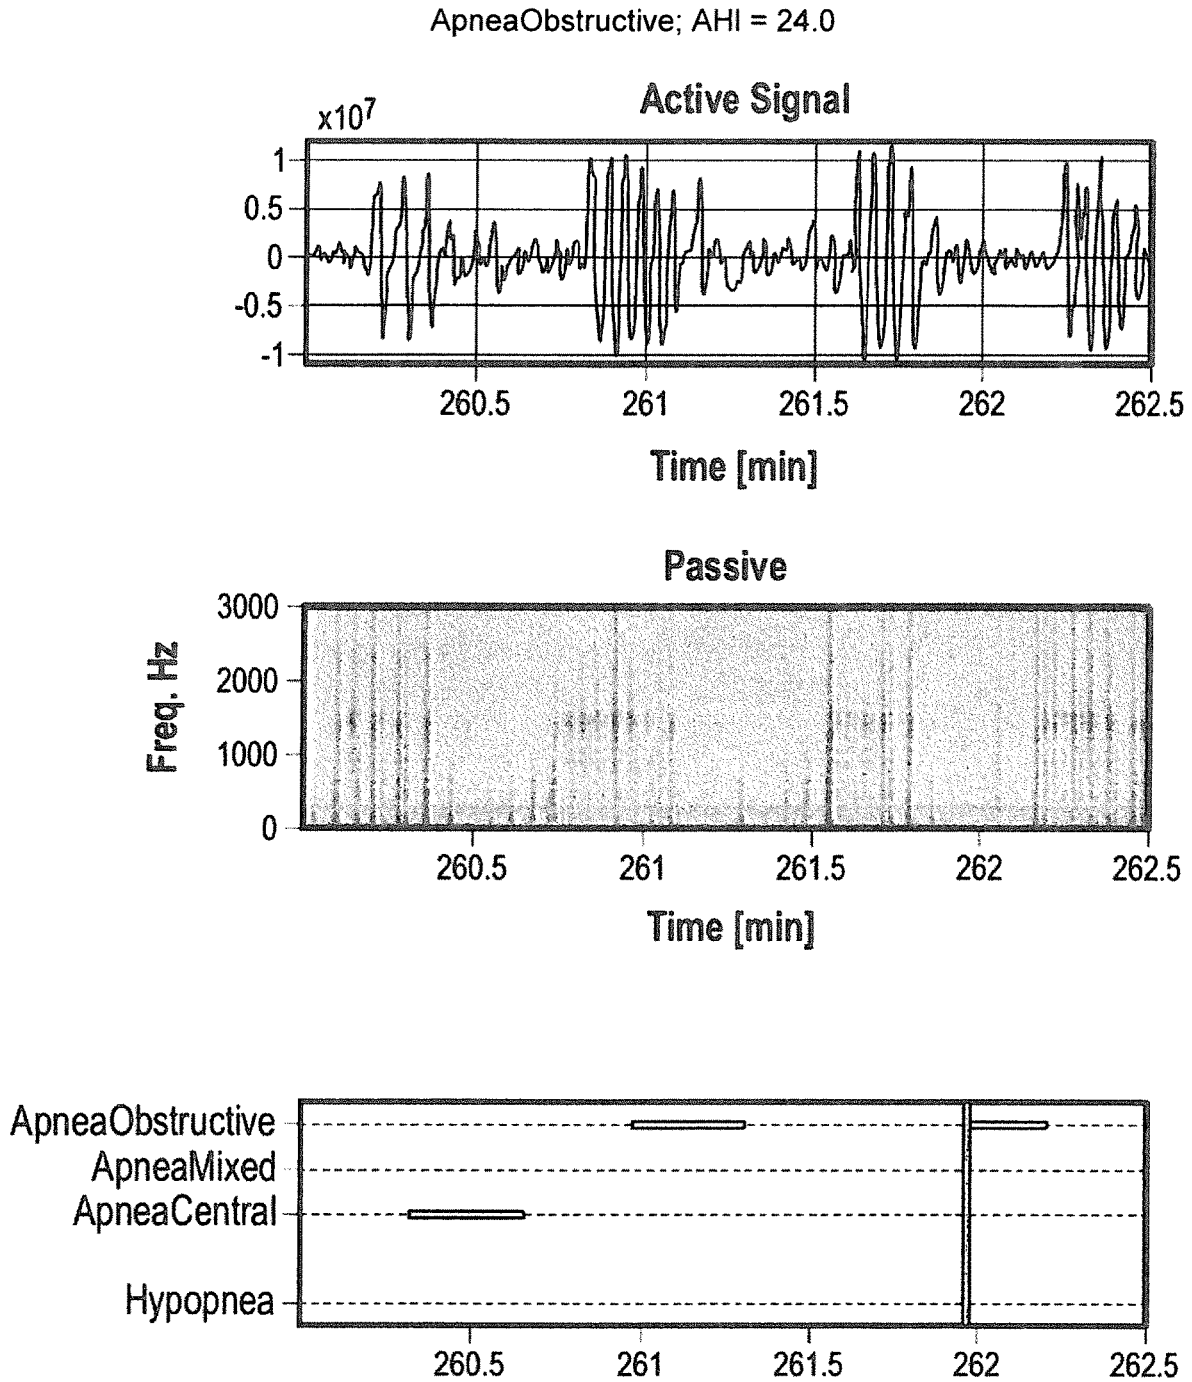 ApneaObstructive; AHI = 24.0
Active Signal
x10⁷
1
0.5
0
-0.5
-1
260.5 261 261.5 262 262.5
Time [min]
Passive
Freq. Hz
3000
2000
1000
0
260.5 261 261.5 262 262.5
Time [min]
ApneaObstructive
ApneaMixed
ApneaCentral
Hypopnea
260.5 261 261.5 262 262.5